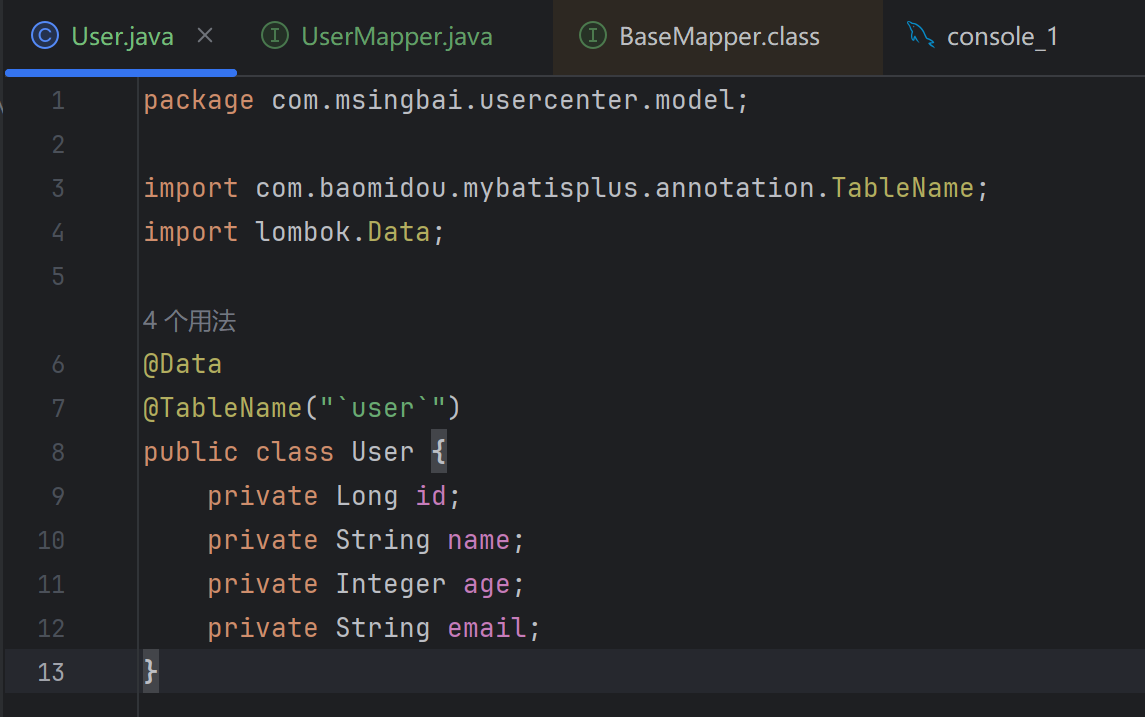 User.java
UserMapper.java
BaseMapper.class
console_1
1 package com.msingbai.usercenter.model;
2
3 import com.baomidou.mybatisplus.annotation.TableName;
4 import lombok.Data;
5
4 个用法
6 @Data
7 @TableName("`user`")
8 public class User {
9     private Long id;
10     private String name;
11     private Integer age;
12     private String email;
13 }